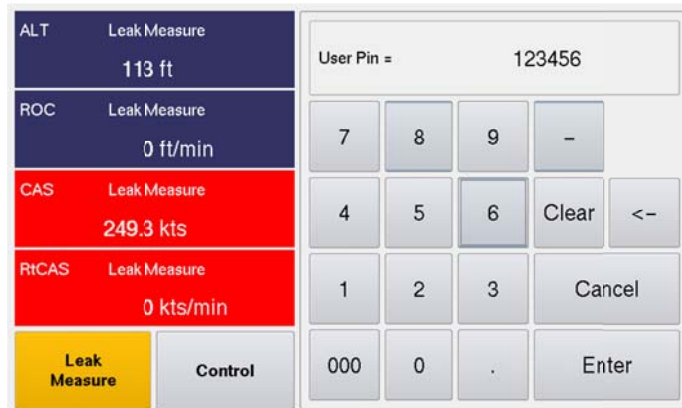 ALT Leak Measure
113 ft
ROC Leak Measure
0 ft/min
CAS Leak Measure
249.3 kts
RtCAS Leak Measure
0 kts/min
Leak
Measure
Control
User Pin = 123456
7 8 9 -
4 5 6 Clear <-
1 2 3 Cancel
000 0 . Enter